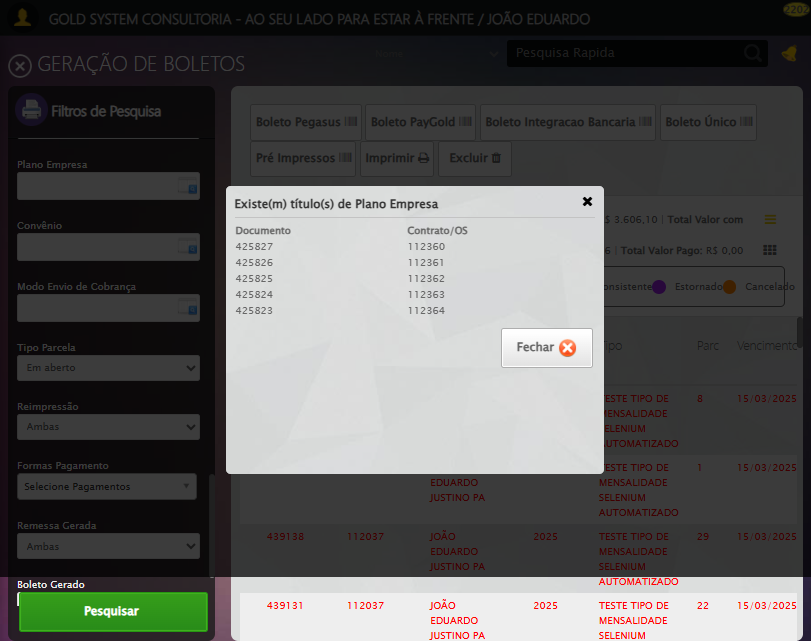 GOLD SYSTEM CONSULTORIA - AO SEU LADO PARA ESTAR À FRENTE / JOÃO EDUARDO
2202
GERAÇÃO DE BOLETOS
Pesquisa Rapida
Filtros de Pesquisa
Plano Empresa
Convênio
Modo Envio de Cobrança
Tipo Parcela
Em aberto
Reimpressão
Ambas
Formas Pagamento
Selecione Pagamentos
Remessa Gerada
Ambas
Boleto Gerado
Pesquisar
Boleto Pegasus
Boleto PayGold
Boleto Integracao Bancaria
Boleto Único
Pré Impressos
Imprimir
Excluir
$ 3.606,10 | Total Valor com
6 | Total Valor Pago: R$ 0,00
onsistente
Estornado
Cancelado
Existe(m) título(s) de Plano Empresa
Documento Contrato/OS
425827 112360
425826 112361
425825 112362
425824 112363
425823 112364
Fechar
ipo Parc Vencimento
TESTE TIPO DE 8 15/03/2025
MENSALIDADE
SELENIUM
AUTOMATIZADO
TESTE TIPO DE 1 15/03/2025
EDUARDO MENSALIDADE
JUSTINO PA SELENIUM
AUTOMATIZADO
439138 112037 JOÃO 2025 TESTE TIPO DE 29 15/03/2025
EDUARDO MENSALIDADE
JUSTINO PA SELENIUM
AUTOMATIZADO
439131 112037 JOÃO 2025 TESTE TIPO DE 22 15/03/2025
EDUARDO MENSALIDADE
JUSTINO PA SELENIUM